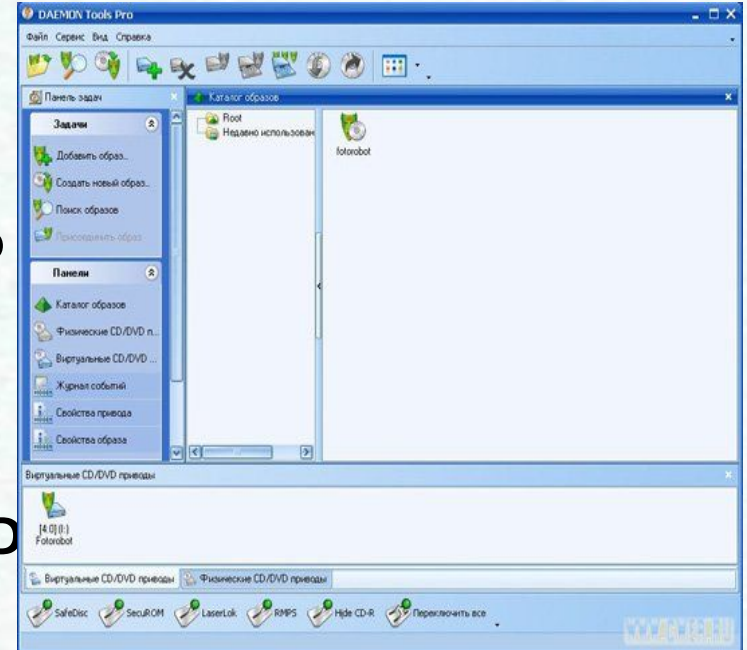 DAEMON Tools Pro
Файл Сервис Вид Справка
Панель задач
Каталог образов
Задачи
Добавить образ...
Создать новый образ...
Поиск образов
Присоединить образ
Панели
Каталог образов
Физические CD/DVD п...
Виртуальные CD/DVD ...
Журнал событий
Свойства привода
Свойства образа
Root
Недавно использован
fotorobot
Виртуальные CD/DVD приводы
[4:0] (I:)
Fotorobot
Виртуальные CD/DVD приводы
Физические CD/DVD приводы
SafeDisc
SecuROM
LaserLok
RMPS
Hide CD-R
Переключить все